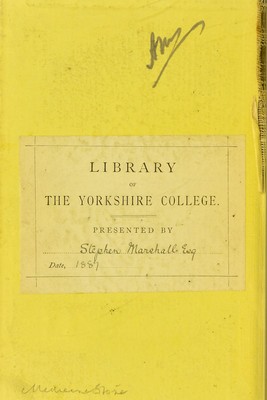 LIBRARY
OF
THE YORKSHIRE COLLEGE.
PRESENTED BY
Stephen Marshall Esq
Date, 1887